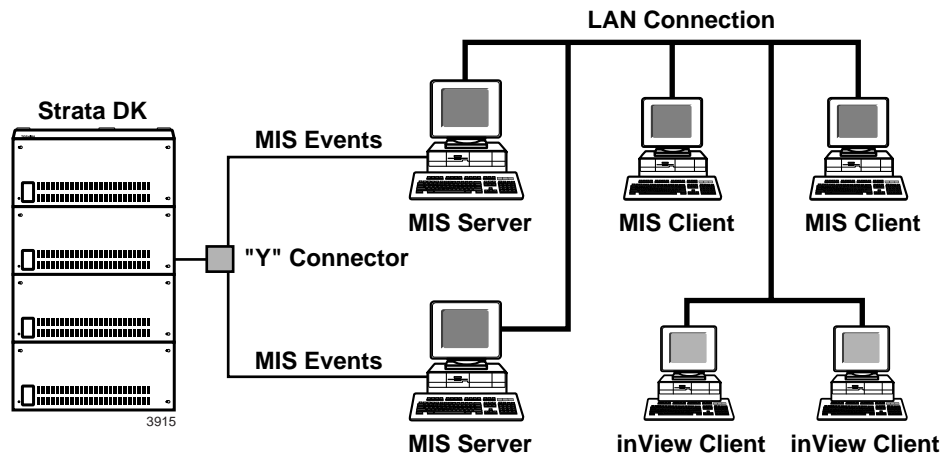 LAN Connection
Strata DK
MIS Events
MIS Server
MIS Client
MIS Client
"Y" Connector
MIS Events
3915
MIS Server
inView Client
inView Client